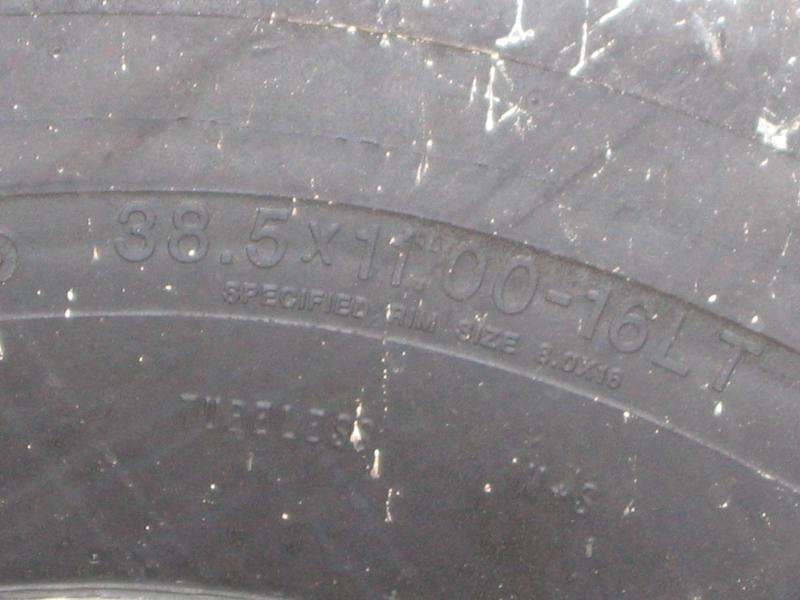 38.5X11.00-16LT
SPECIFIED RIM SIZE 8.0X16
TUBELESS
M+S